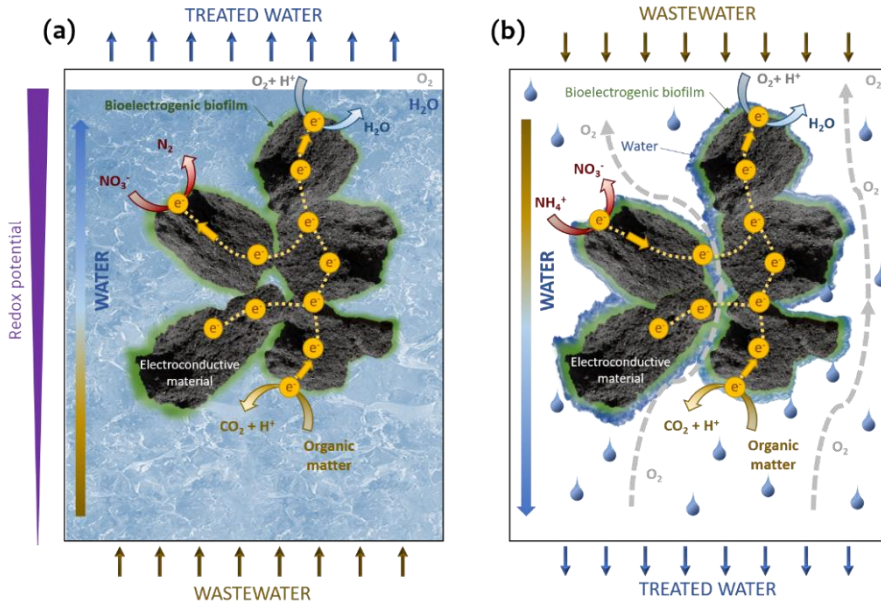 (a)
TREATED WATER
O₂+ H⁺
O₂
H₂O
Bioelectrogenic biofilm
H₂O
N₂
NO₃⁻
e⁻
e⁻
e⁻
e⁻
e⁻
e⁻
e⁻
e⁻
e⁻
e⁻
e⁻
WATER
Redox potential
Electroconductive
material
CO₂ + H⁺
Organic
matter
WASTEWATER
(b)
WASTEWATER
O₂+ H⁺
O₂
Bioelectrogenic biofilm
H₂O
O₂
Water
NO₃⁻
NH₄⁺
O₂
e⁻
e⁻
e⁻
e⁻
e⁻
e⁻
e⁻
e⁻
e⁻
e⁻
e⁻
WATER
Electroconductive
material
CO₂ + H⁺
Organic
matter
O₂
O₂
TREATED WATER